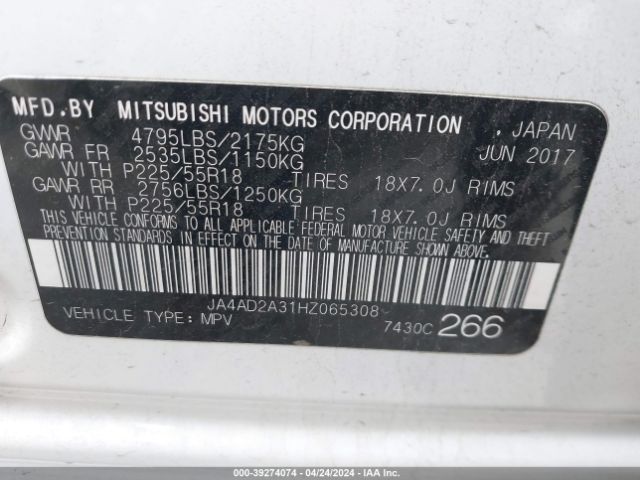 MFD.BY MITSUBISHI MOTORS CORPORATION , JAPAN
GVWR 4795LBS/2175KG JUN 2017
GAWR FR 2535LBS/1150KG
WITH P225/55R18 TIRES 18X7.0J RIMS
GAWR RR 2756LBS/1250KG
WITH P225/55R18 TIRES 18X7.0J RIMS
THIS VEHICLE CONFORMS TO ALL APPLICABLE FEDERAL MOTOR VEHICLE SAFETY AND THEFT
PREVENTION STANDARDS IN EFFECT ON THE DATE OF MANUFACTURE SHOWN ABOVE.
JA4AD2A31HZ065308
VEHICLE TYPE: MPV 7430C 266
000-39274074 - 04/24/2024 - IAA Inc.